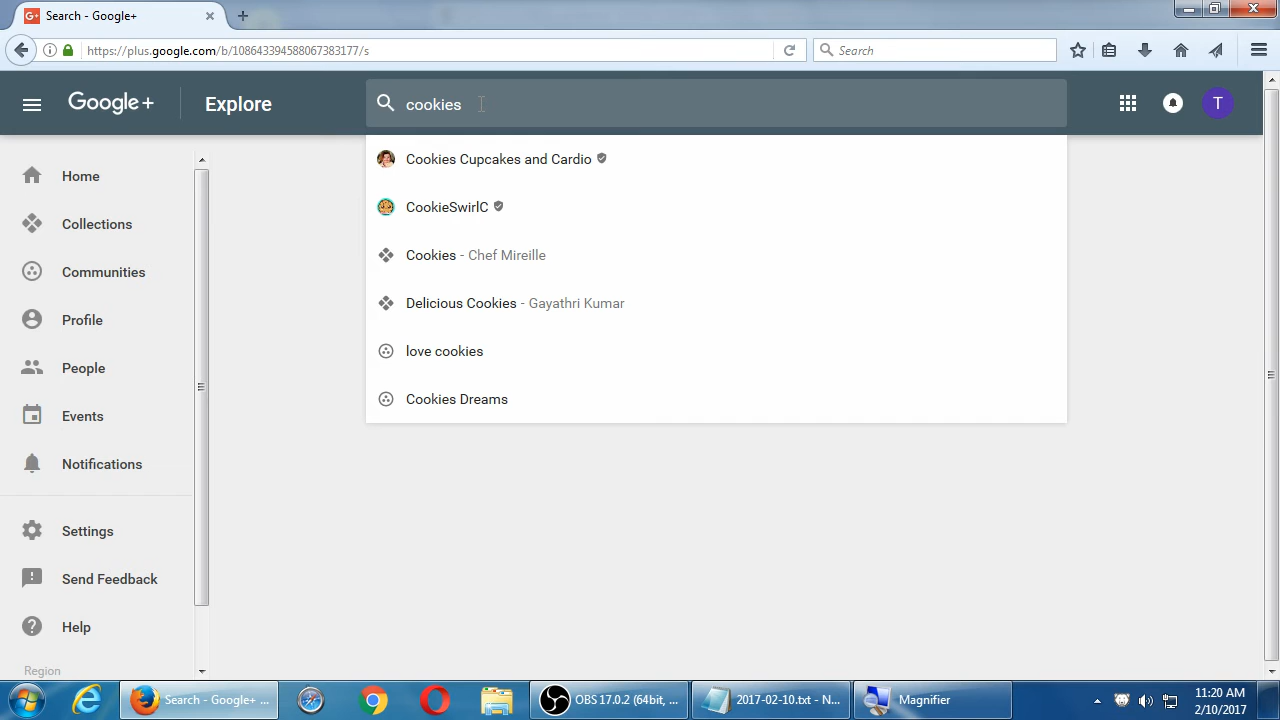 Search - Google+
https://plus.google.com/b/108643394588067383177/s
Search
Google+
Explore
cookies
T
Cookies Cupcakes and Cardio
CookieSwirlC
Cookies - Chef Mireille
Delicious Cookies - Gayathri Kumar
love cookies
Cookies Dreams
Home
Collections
Communities
Profile
People
Events
Notifications
Settings
Send Feedback
Help
Region
Search - Google+ ...
OBS 17.0.2 (64bit, ...
2017-02-10.txt - N...
Magnifier
11:20 AM
2/10/2017